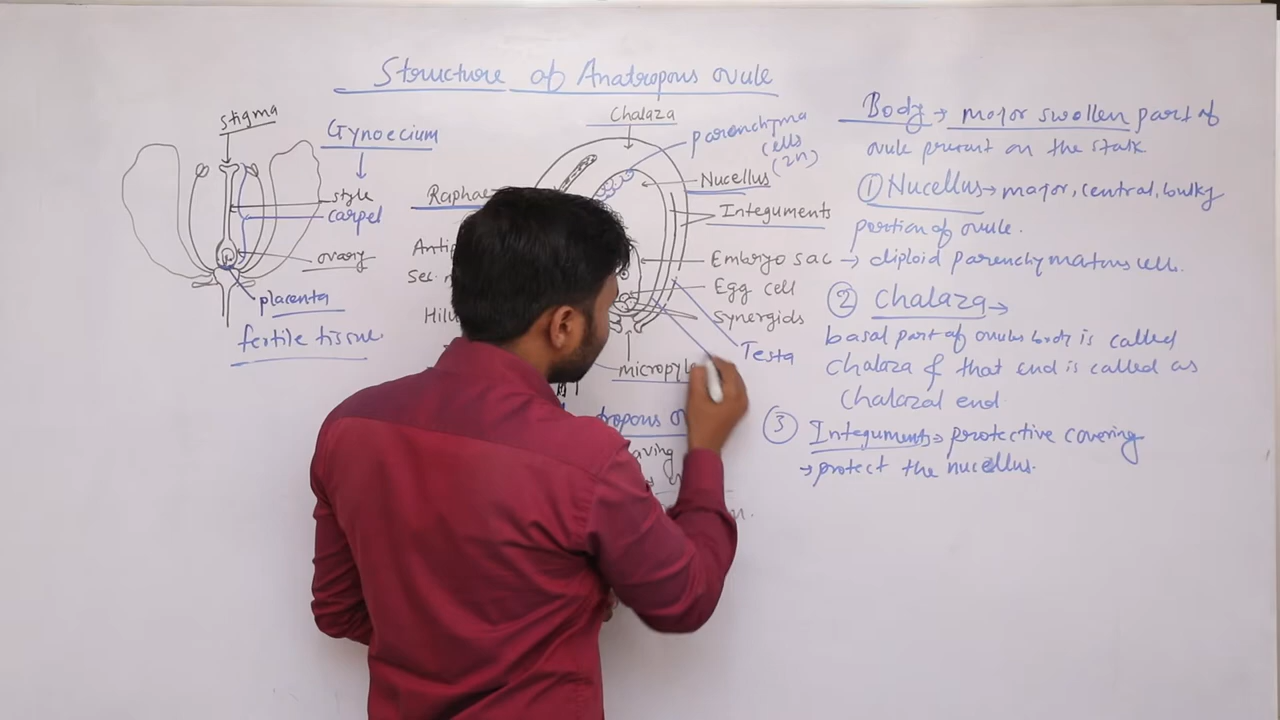 Structure of Anatropous ovule
stigma
Gynoecium
style
carpel
ovary
placenta
fertile tissue
Chalaza
parenchyma
cells
(2n)
Raphae
Nucellus
Integuments
Embryo sac
Egg cell
Synergids
Testa
Body → major swollen part of
ovule present on the stalk
① Nucellus → major, central, bulky
portion of ovule.
→ diploid parenchymatous cells.
② Chalaza →
basal part of ovules body is called
chalaza & that end is called as
Chalazal end.
③ Integuments → protective covering
→ protect the nucellus.